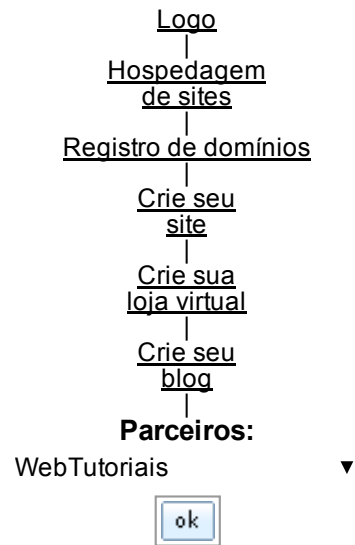 Logo
|
Hospedagem
de sites
|
Registro de domínios
|
Crie seu
site
|
Crie sua
loja virtual
|
Crie seu
blog
|
Parceiros:
WebTutoriais ▼
ok